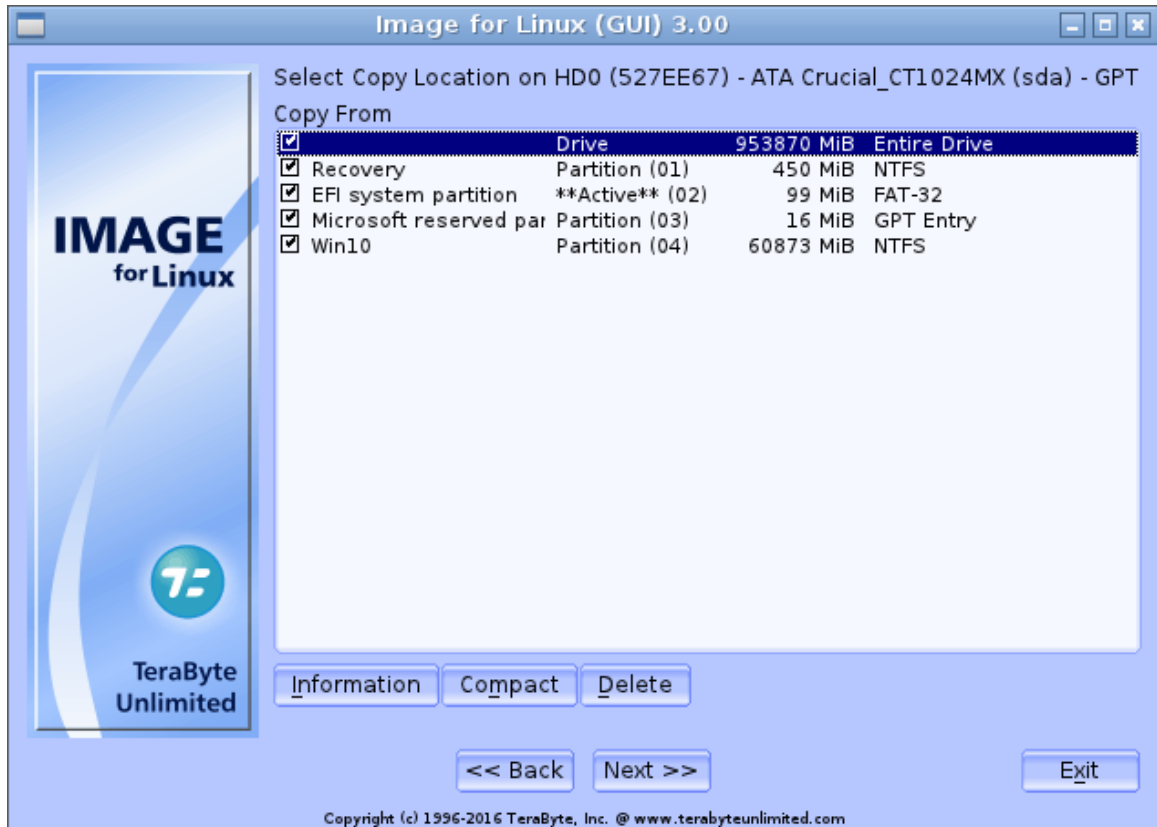 Image for Linux (GUI) 3.00
IMAGE
for Linux
TeraByte
Unlimited
Select Copy Location on HD0 (527EE67) - ATA Crucial_CT1024MX (sda) - GPT
Copy From
Drive 953870 MiB Entire Drive
Recovery Partition (01) 450 MiB NTFS
EFI system partition **Active** (02) 99 MiB FAT-32
Microsoft reserved par Partition (03) 16 MiB GPT Entry
Win10 Partition (04) 60873 MiB NTFS
Information Compact Delete
<< Back Next >> Exit
Copyright (c) 1996-2016 TeraByte, Inc. @ www.terabyteunlimited.com